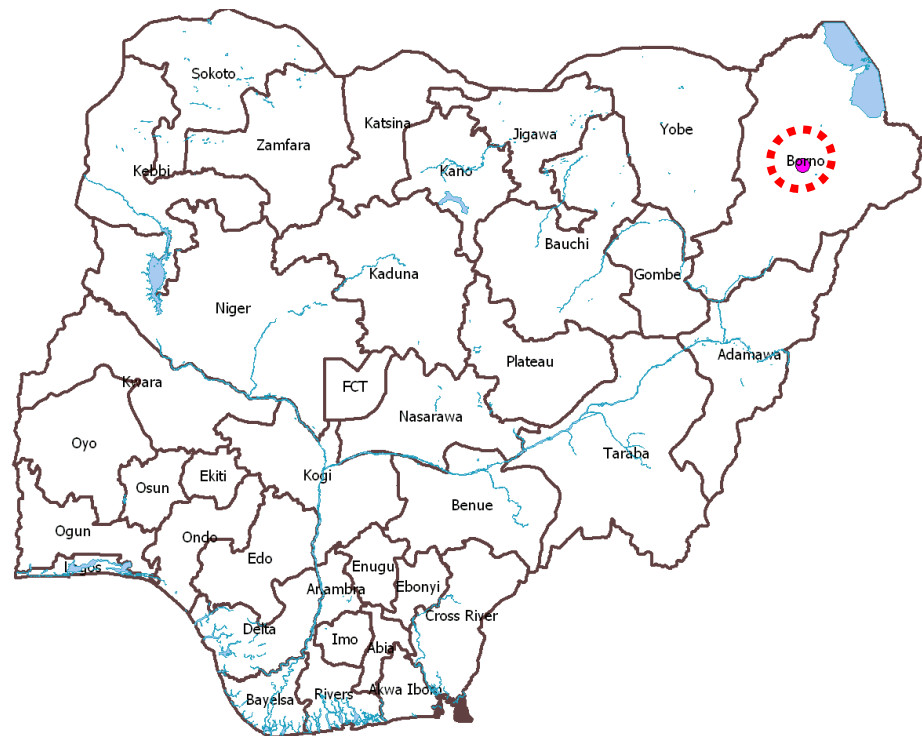 Sokoto
Katsina
Zamfara
Jigawa
Yobe
Kebbi
Kano
Borno
Bauchi
Kaduna
Gombe
Niger
Adamawa
Plateau
FCT
Kwara
Nasarawa
Oyo
Taraba
Osun
Ekiti
Kogi
Benue
Ogun
Ondo
Edo
Lagos
Enugu
Ebonyi
Anambra
Cross River
Delta
Imo
Abia
Bayelsa
Rivers
Akwa Ibom